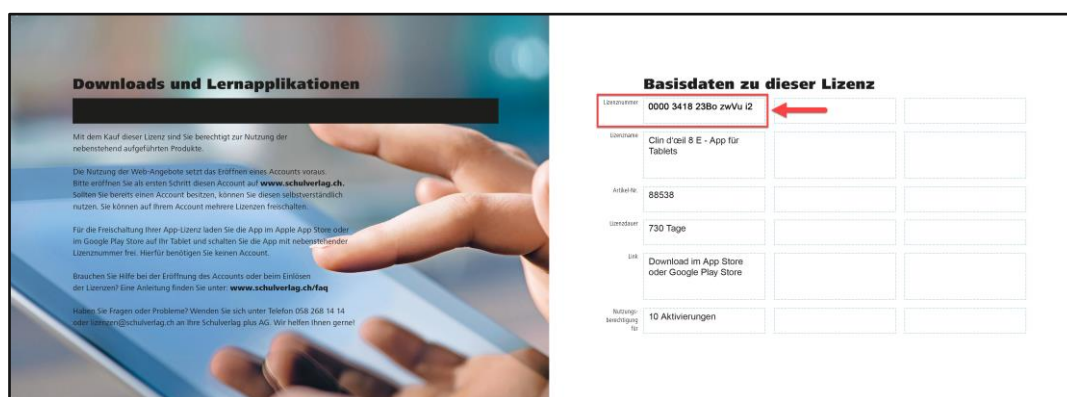 Downloads und Lernapplikationen
Mit dem Kauf dieser Lizenz sind Sie berechtigt zur Nutzung der
nebenstehend aufgeführten Produkte.
Die Nutzung der Web-Angebote setzt das Eröffnen eines Accounts voraus.
Bitte eröffnen Sie als ersten Schritt diesen Account auf www.schulverlag.ch.
Sollten Sie bereits einen Account besitzen, können Sie diesen selbstverständlich
nutzen. Sie können auf Ihrem Account mehrere Lizenzen freischalten.
Für die Freischaltung Ihrer App-Lizenz laden Sie die App im Apple App Store oder
im Google Play Store auf Ihr Tablet und schalten Sie die App mit nebenstehender
Lizenznummer frei. Hierfür benötigen Sie keinen Account.
Brauchen Sie Hilfe bei der Eröffnung des Accounts oder beim Einlösen
der Lizenzen? Eine Anleitung finden Sie unter: www.schulverlag.ch/faq
Haben Sie Fragen oder Probleme? Wenden Sie sich unter Telefon 058 268 14 14
oder lizenzen@schulverlag.ch an Ihre Schulverlag plus AG. Wir helfen Ihnen gerne!
Basisdaten zu dieser Lizenz
Lizenznummer 0000 3418 23Bo zwVu i2
Lizenzname Clin d'œil 8 E - App für
Tablets
Artikel-Nr. 88538
Lizenzdauer 730 Tage
Link Download im App Store
oder Google Play Store
Nutzungs-
berechtigung 10 Aktivierungen
für